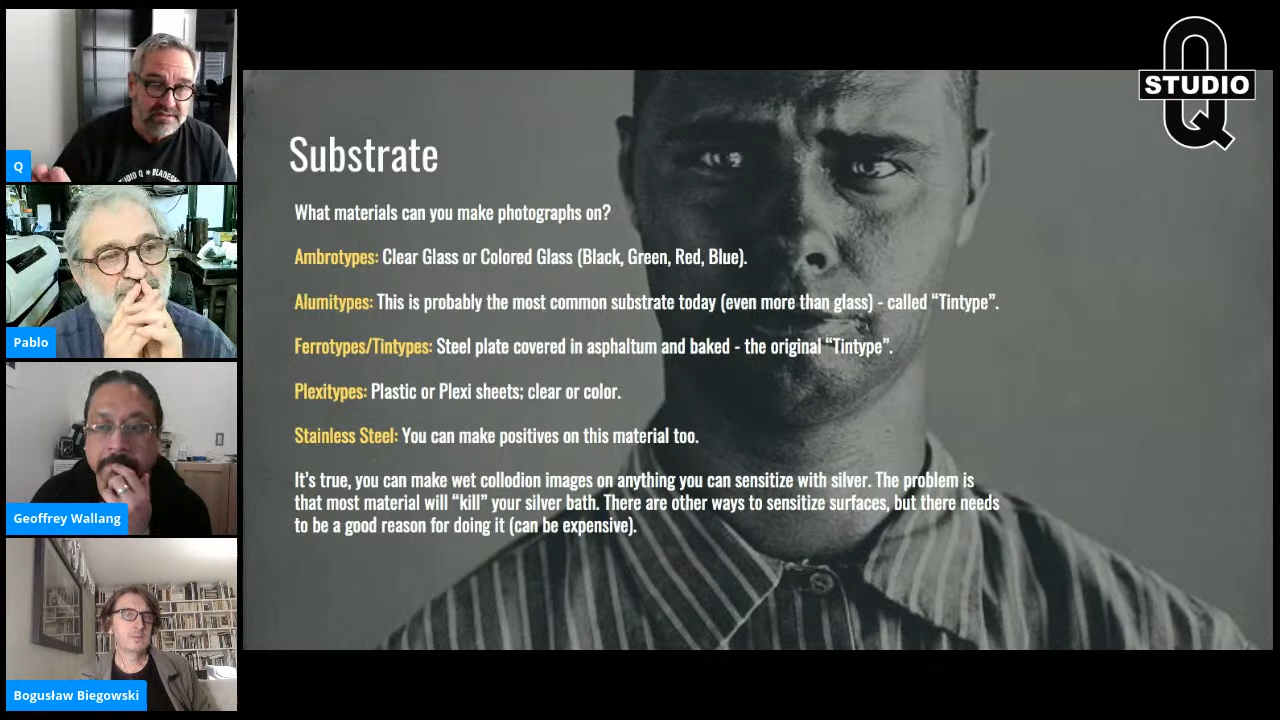 STUDIO
Q
Q
STUDIO Q ★ BLADES
Pablo
Geoffrey Wallang
Bogusław Biegowski
Substrate
What materials can you make photographs on?
Ambrotypes: Clear Glass or Colored Glass (Black, Green, Red, Blue).
Alumitypes: This is probably the most common substrate today (even more than glass) - called “Tintype”.
Ferrotypes/Tintypes: Steel plate covered in asphaltum and baked - the original “Tintype”.
Plexitypes: Plastic or Plexi sheets; clear or color.
Stainless Steel: You can make positives on this material too.
It’s true, you can make wet collodion images on anything you can sensitize with silver. The problem is
that most material will “kill” your silver bath. There are other ways to sensitize surfaces, but there needs
to be a good reason for doing it (can be expensive).